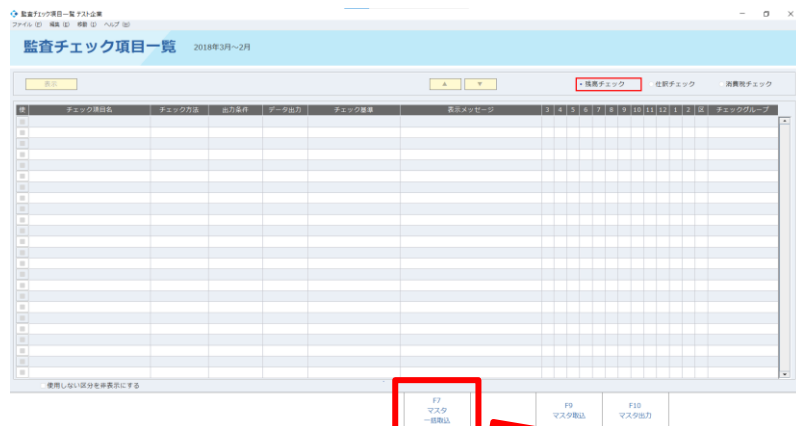 監査チェック項目一覧 テスト企業
ファイル (F) 編集 (E) 移動 (J) ヘルプ (H)
監査チェック項目一覧 2018年3月～2月
表示 ▲ ▼ 残高チェック 仕訳チェック 消費税チェック
使 チェック項目名 チェック方法 出力条件 データ出力 チェック基準 表示メッセージ 3 4 5 6 7 8 9 10 11 12 1 2 区 チェックグループ
使用しない区分を非表示にする
F7
マスタ
一括取込
F9
マスタ取込
F10
マスタ出力